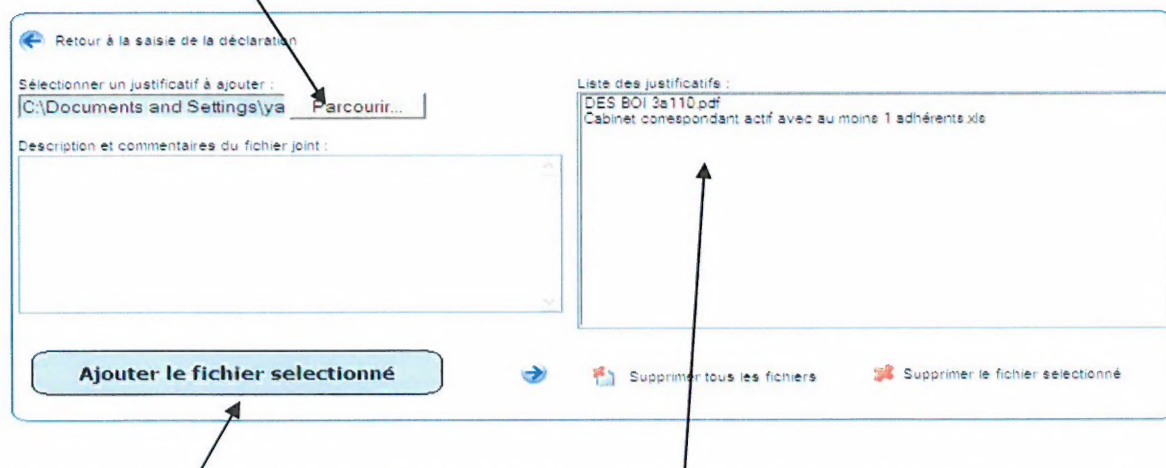 Retour à la saisie de la déclaration
Sélectionner un justificatif à ajouter :
C:\Documents and Settings\ya
Parcourir...
Description et commentaires du fichier joint :
Liste des justificatifs :
DES BOI 3a110.pdf
Cabinet correspondant actif avec au moins 1 adhérents.xls
Ajouter le fichier selectionné
Supprimer tous les fichiers
Supprimer le fichier selectionné